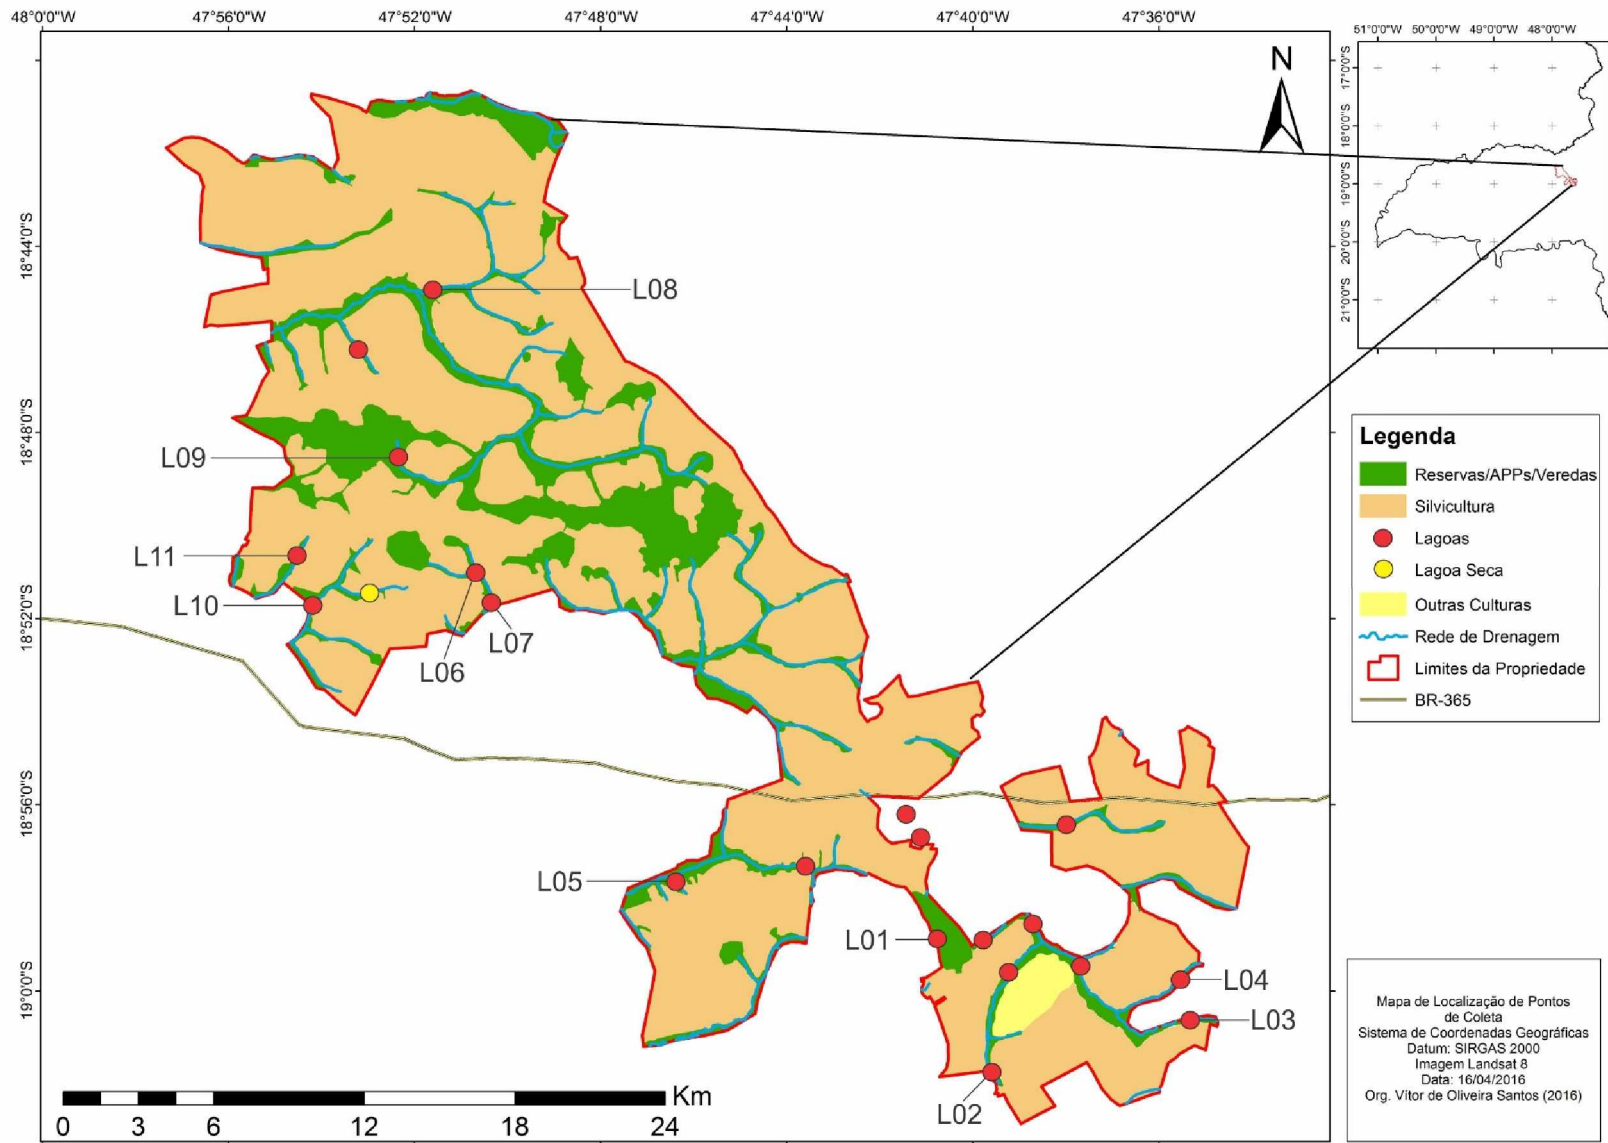 48°0'0"W 47°56'0"W 47°52'0"W 47°48'0"W 47°44'0"W 47°40'0"W 47°36'0"W
51°0'0"W 50°0'0"W 49°0'0"W 48°0'0"W
17°0'0"S
18°0'0"S
19°0'0"S
20°0'0"S
21°0'0"S
N
18°44'0"S
18°48'0"S
18°52'0"S
18°56'0"S
19°0'0"S
L08
L09
L11
L10
L06
L07
L05
L01
L04
L03
L02
Legenda
Reservas/APPs/Veredas
Silvicultura
Lagoas
Lagoa Seca
Outras Culturas
Rede de Drenagem
Limites da Propriedade
BR-365
Km
0 3 6 12 18 24
Mapa de Localização de Pontos
de Coleta
Sistema de Coordenadas Geográficas
Datum: SIRGAS 2000
Imagem Landsat 8
Data: 16/04/2016
Org. Vitor de Oliveira Santos (2016)